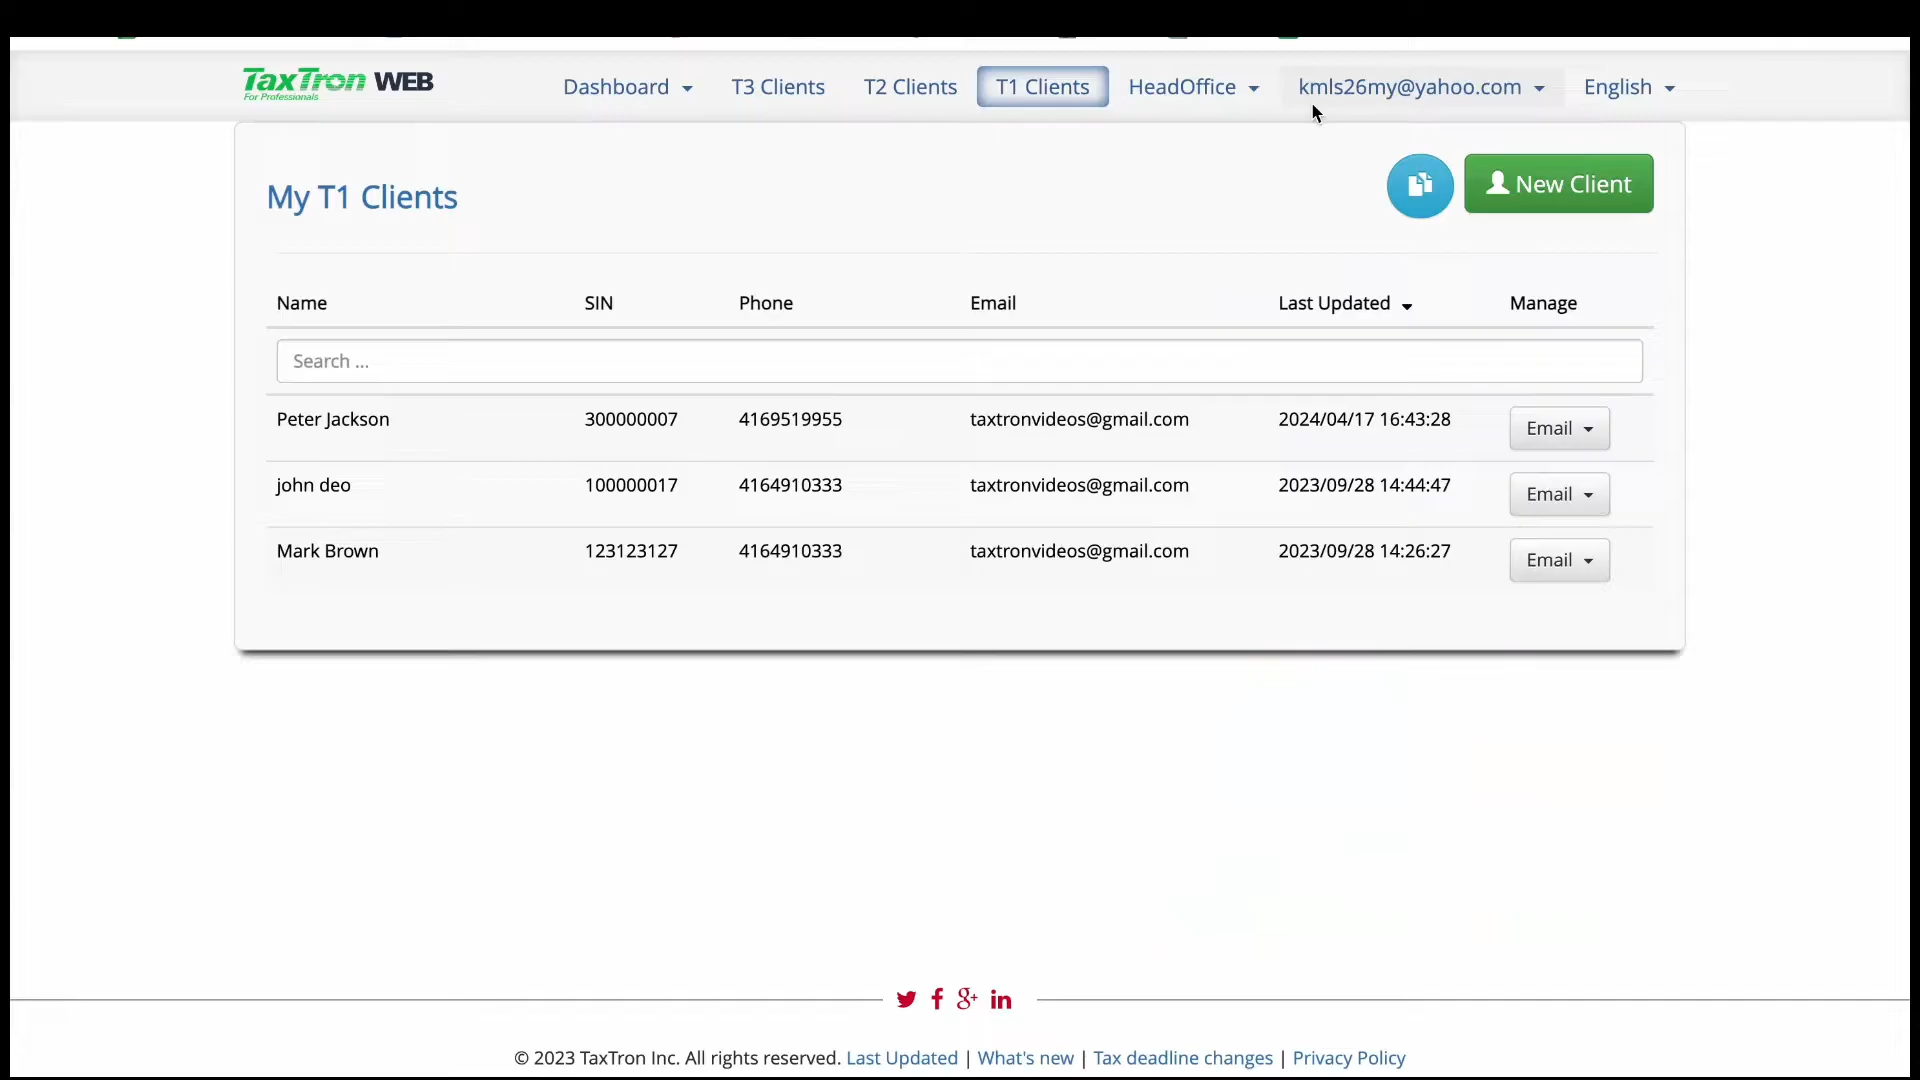 TaxTron WEB
For Professionals
Dashboard
T3 Clients
T2 Clients
T1 Clients
HeadOffice
kmls26my@yahoo.com
English
My T1 Clients
New Client
Name SIN Phone Email Last Updated Manage
Search ...
Peter Jackson 300000007 4169519955 taxtronvideos@gmail.com 2024/04/17 16:43:28 Email
john deo 100000017 4164910333 taxtronvideos@gmail.com 2023/09/28 14:44:47 Email
Mark Brown 123123127 4164910333 taxtronvideos@gmail.com 2023/09/28 14:26:27 Email
© 2023 TaxTron Inc. All rights reserved. Last Updated | What's new | Tax deadline changes | Privacy Policy